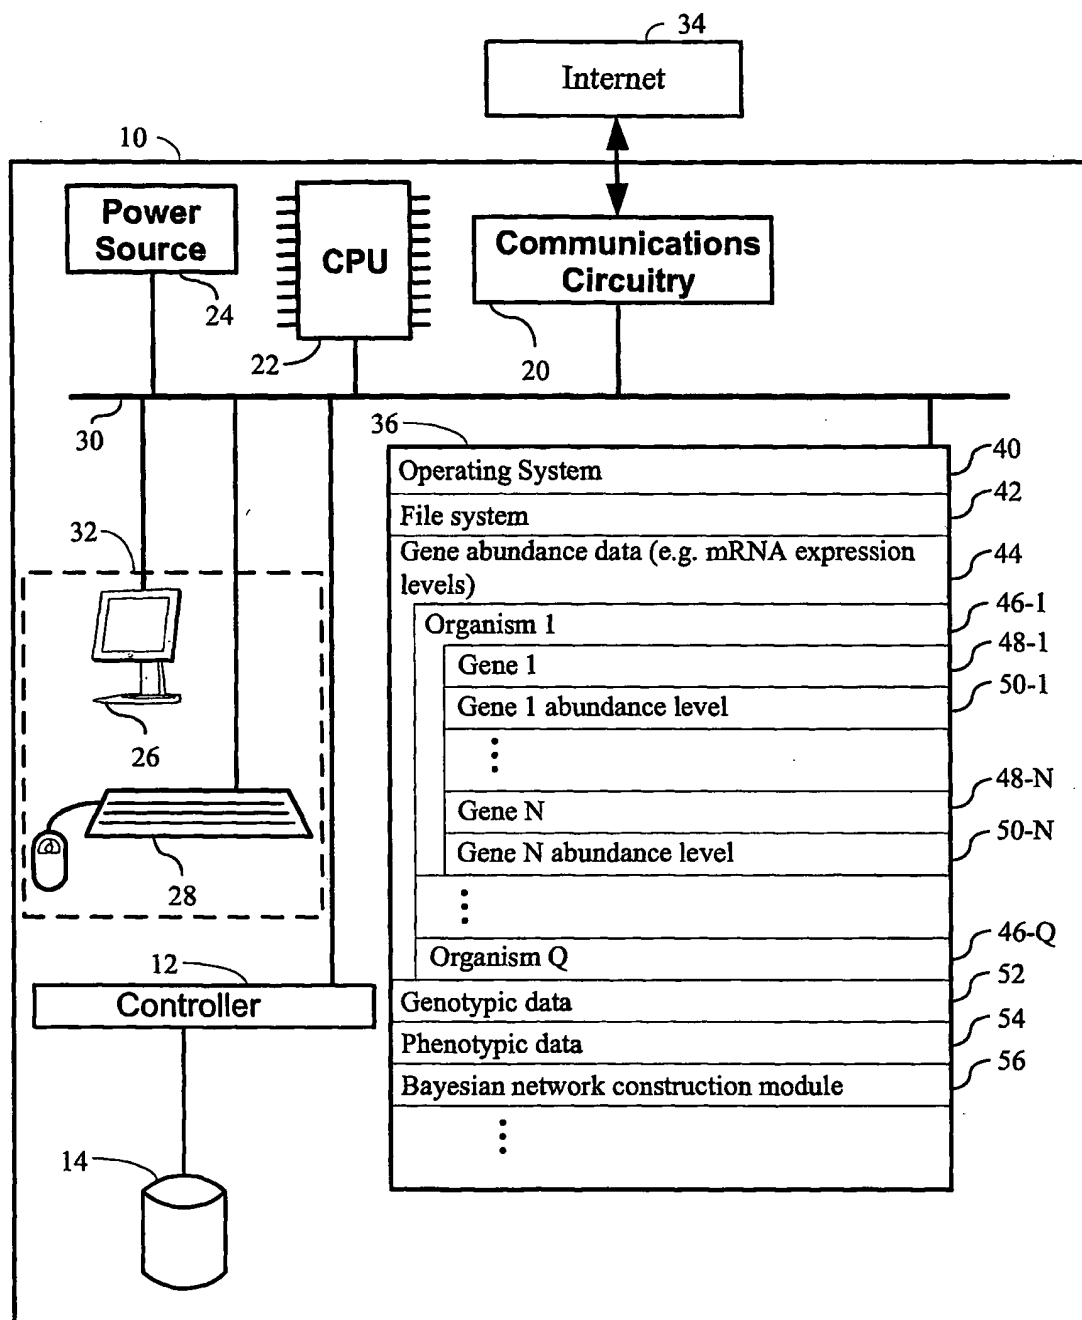 34
Internet
10
Power
Source
24
CPU
22
Communications
Circuitry
20
30
36
Operating System
40
File system
42
Gene abundance data (e.g. mRNA expression
levels)
44
Organism 1
46-1
Gene 1
48-1
Gene 1 abundance level
50-1
Gene N
48-N
Gene N abundance level
50-N
Organism Q
46-Q
Genotypic data
52
Phenotypic data
54
Bayesian network construction module
56
32
26
28
12
Controller
14